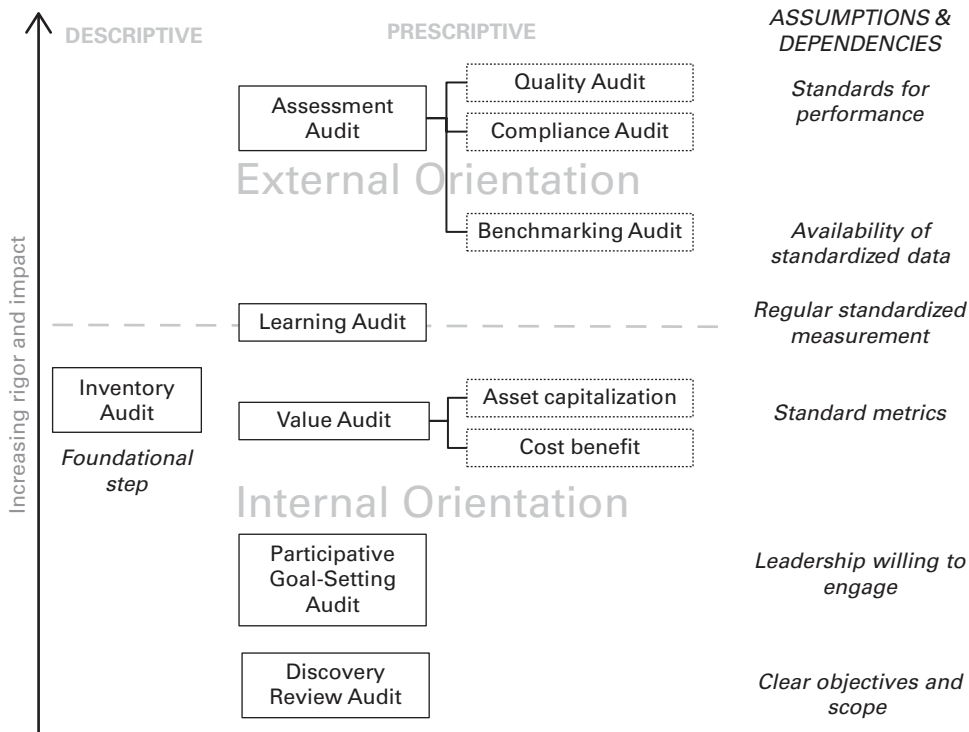 DESCRIPTIVE
PRESCRIPTIVE
ASSUMPTIONS &
DEPENDENCIES
Increasing rigor and impact
Assessment
Audit
Quality Audit
Compliance Audit
Standards for
performance
External Orientation
Benchmarking Audit
Availability of
standardized data
Learning Audit
Regular standardized
measurement
Inventory
Audit
Foundational
step
Value Audit
Asset capitalization
Cost benefit
Standard metrics
Internal Orientation
Participative
Goal-Setting
Audit
Leadership willing to
engage
Discovery
Review Audit
Clear objectives and
scope